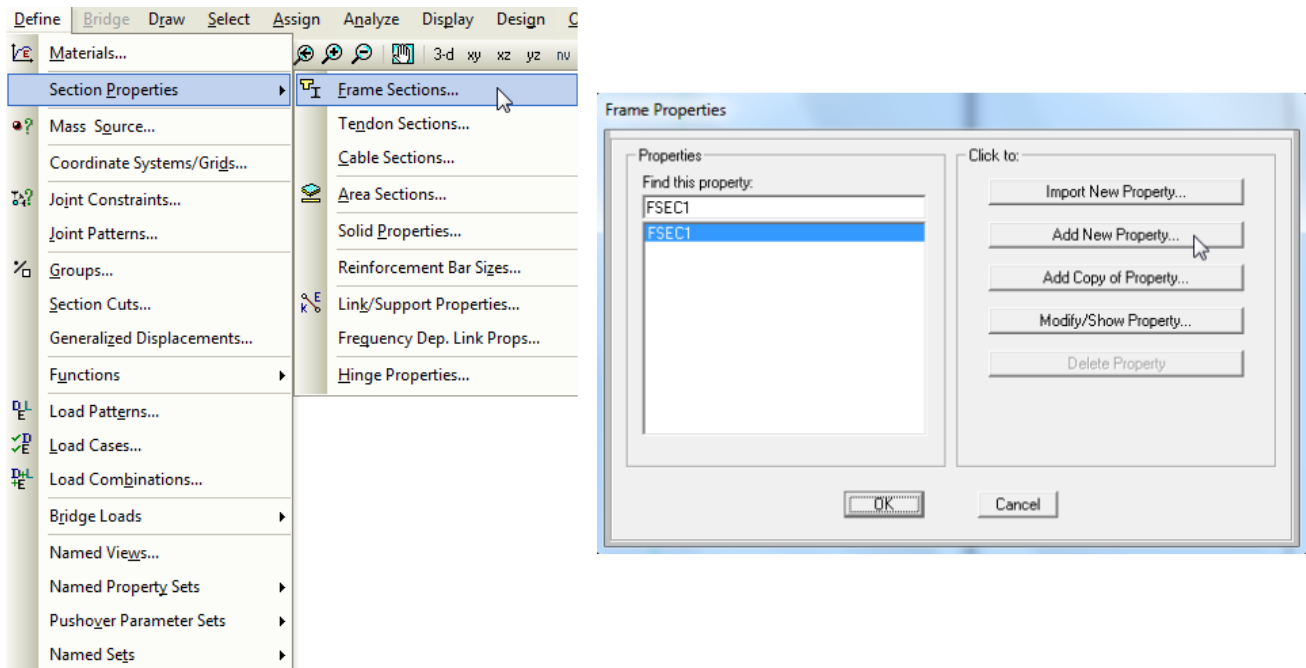 Define Bridge Draw Select Assign Analyze Display Design
Materials...
3-d xy xz yz nv
Section Properties
Mass Source...
Coordinate Systems/Grids...
Joint Constraints...
Joint Patterns...
Groups...
Section Cuts...
Generalized Displacements...
Functions
Load Patterns...
Load Cases...
Load Combinations...
Bridge Loads
Named Views...
Named Property Sets
Pushover Parameter Sets
Named Sets
Frame Sections...
Tendon Sections...
Cable Sections...
Area Sections...
Solid Properties...
Reinforcement Bar Sizes...
Link/Support Properties...
Frequency Dep. Link Props...
Hinge Properties...
Frame Properties
Properties
Find this property:
FSEC1
FSEC1
Click to:
Import New Property...
Add New Property...
Add Copy of Property...
Modify/Show Property...
Delete Property
OK
Cancel